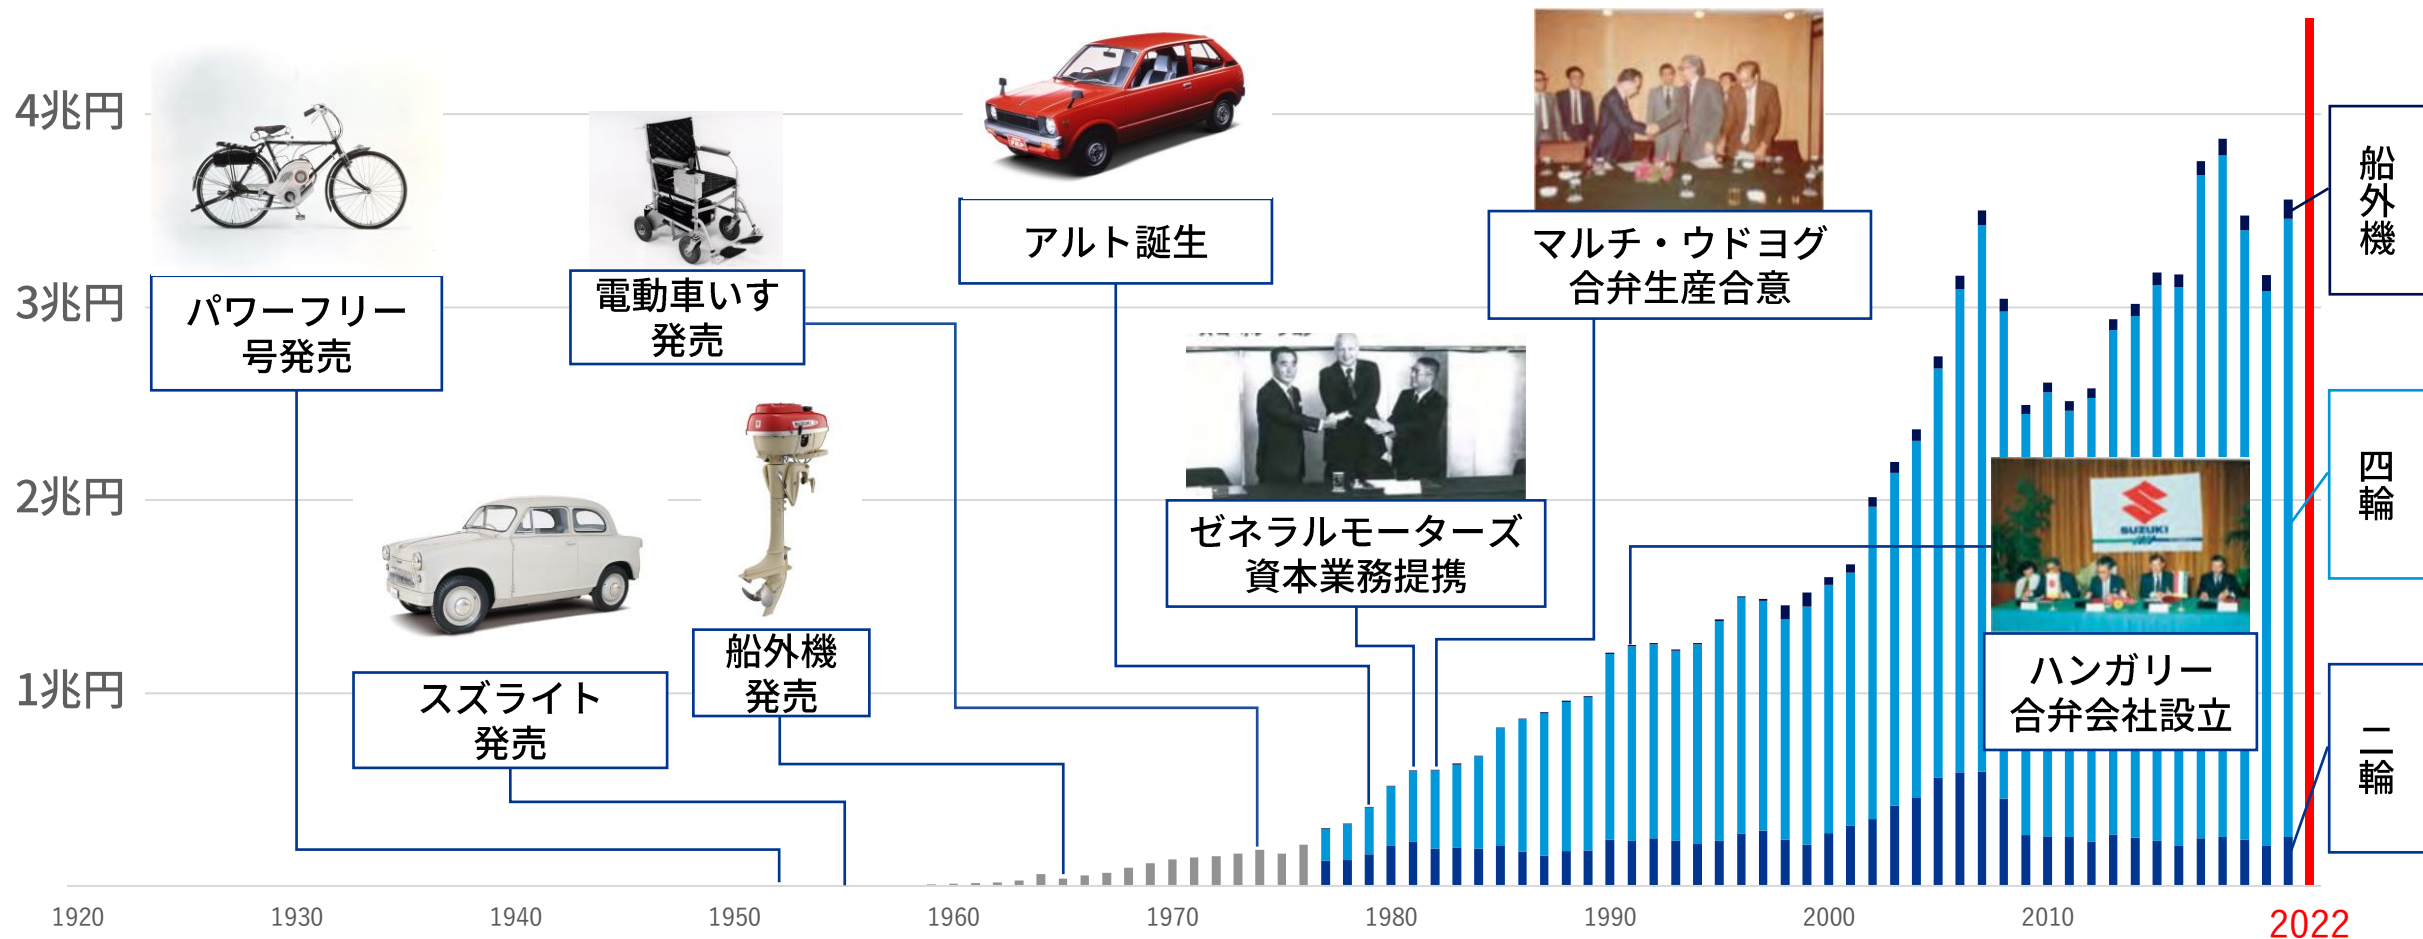 4兆円
3兆円
2兆円
1兆円
パワーフリー
号発売
スズライト
発売
電動車いす
発売
船外機
発売
アルト誕生
ゼネラルモーターズ
資本業務提携
マルチ・ウドヨグ
合弁生産合意
SUZUKI
ハンガリー
合弁会社設立
船外機
四輪
二輪
1920
1930
1940
1950
1960
1970
1980
1990
2000
2010
2022